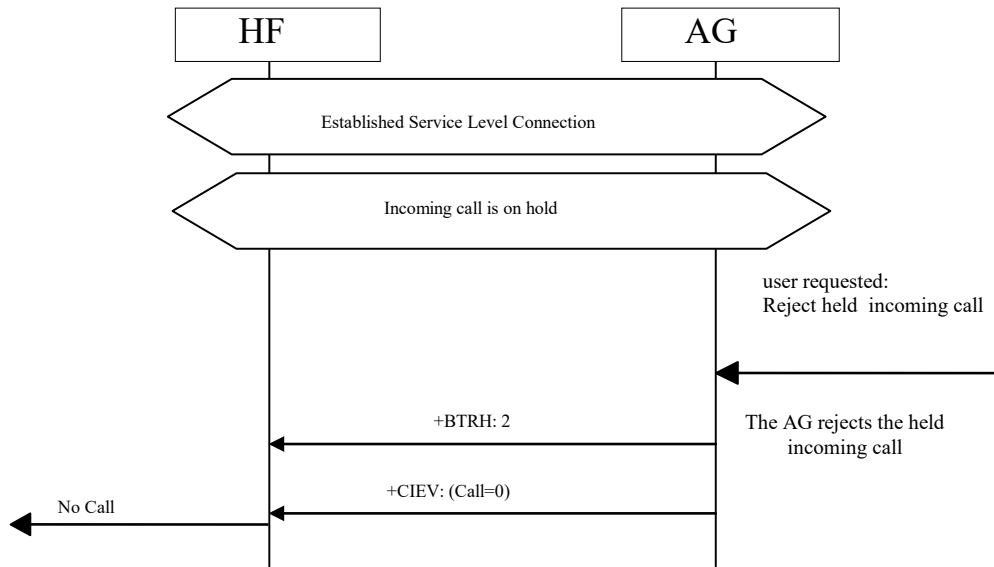 HF
AG
Established Service Level Connection
Incoming call is on hold
user requested:
Reject held incoming call
+BTRH: 2
The AG rejects the held
incoming call
+CIEV: (Call=0)
No Call